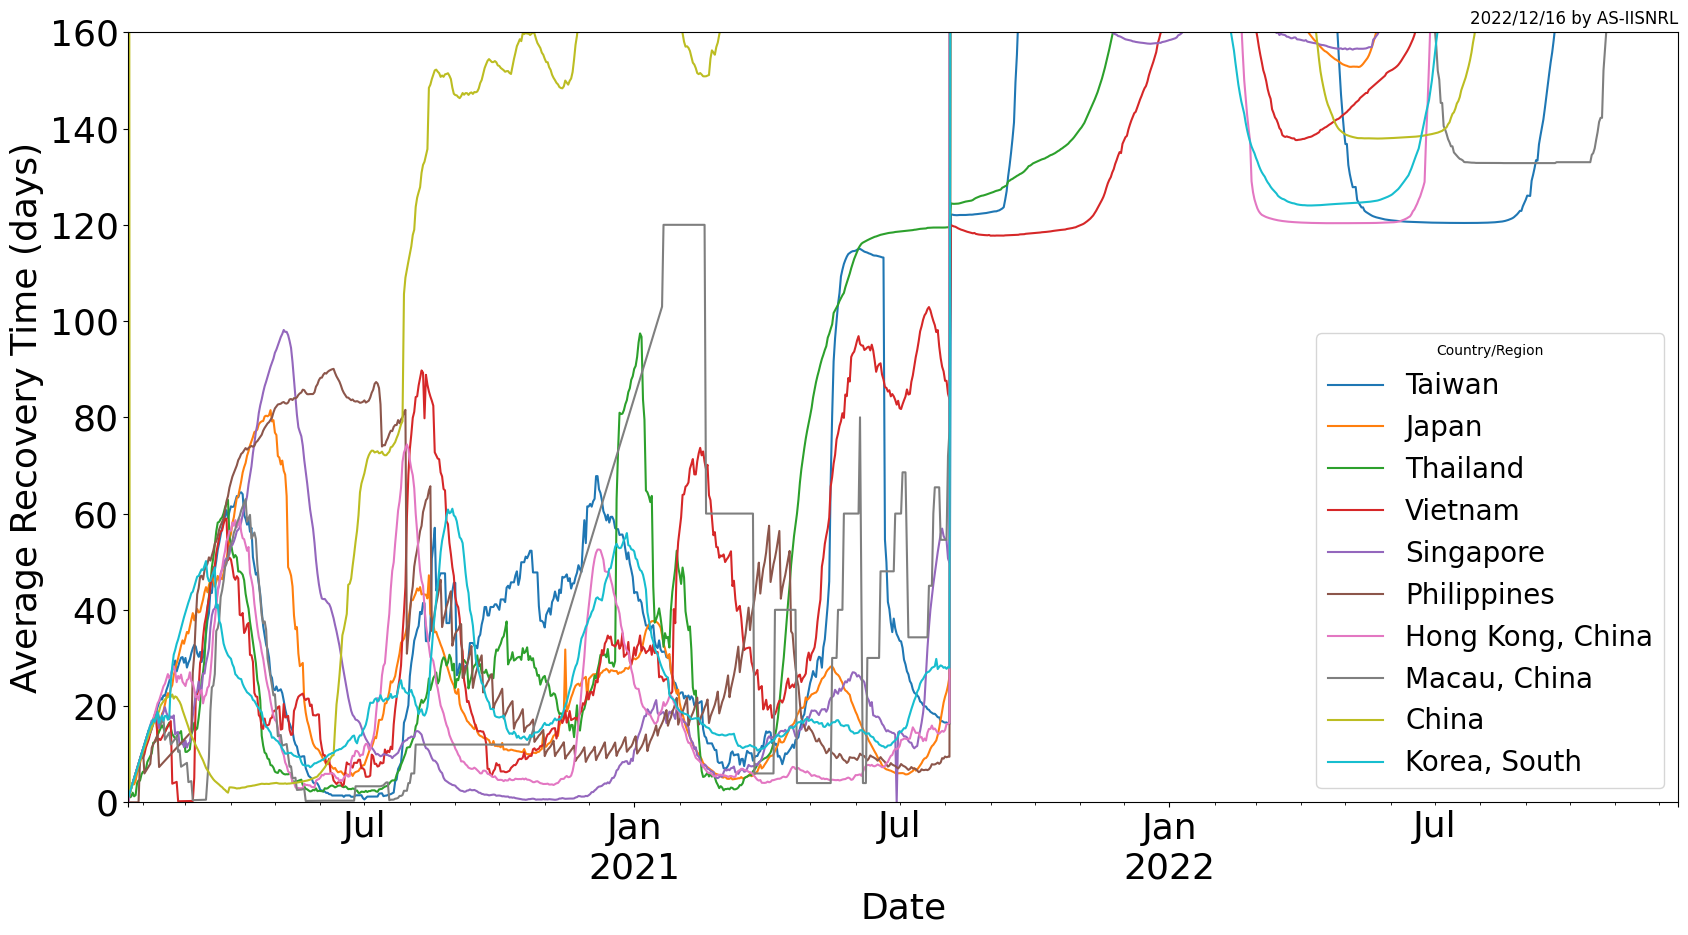 2022/12/16 by AS-IISNRL
160
140
120
100
80
60
40
20
0
Average Recovery Time (days)
Jul
Jan
2021
Jul
Jan
2022
Jul
Date
Country/Region
Taiwan
Japan
Thailand
Vietnam
Singapore
Philippines
Hong Kong, China
Macau, China
China
Korea, South